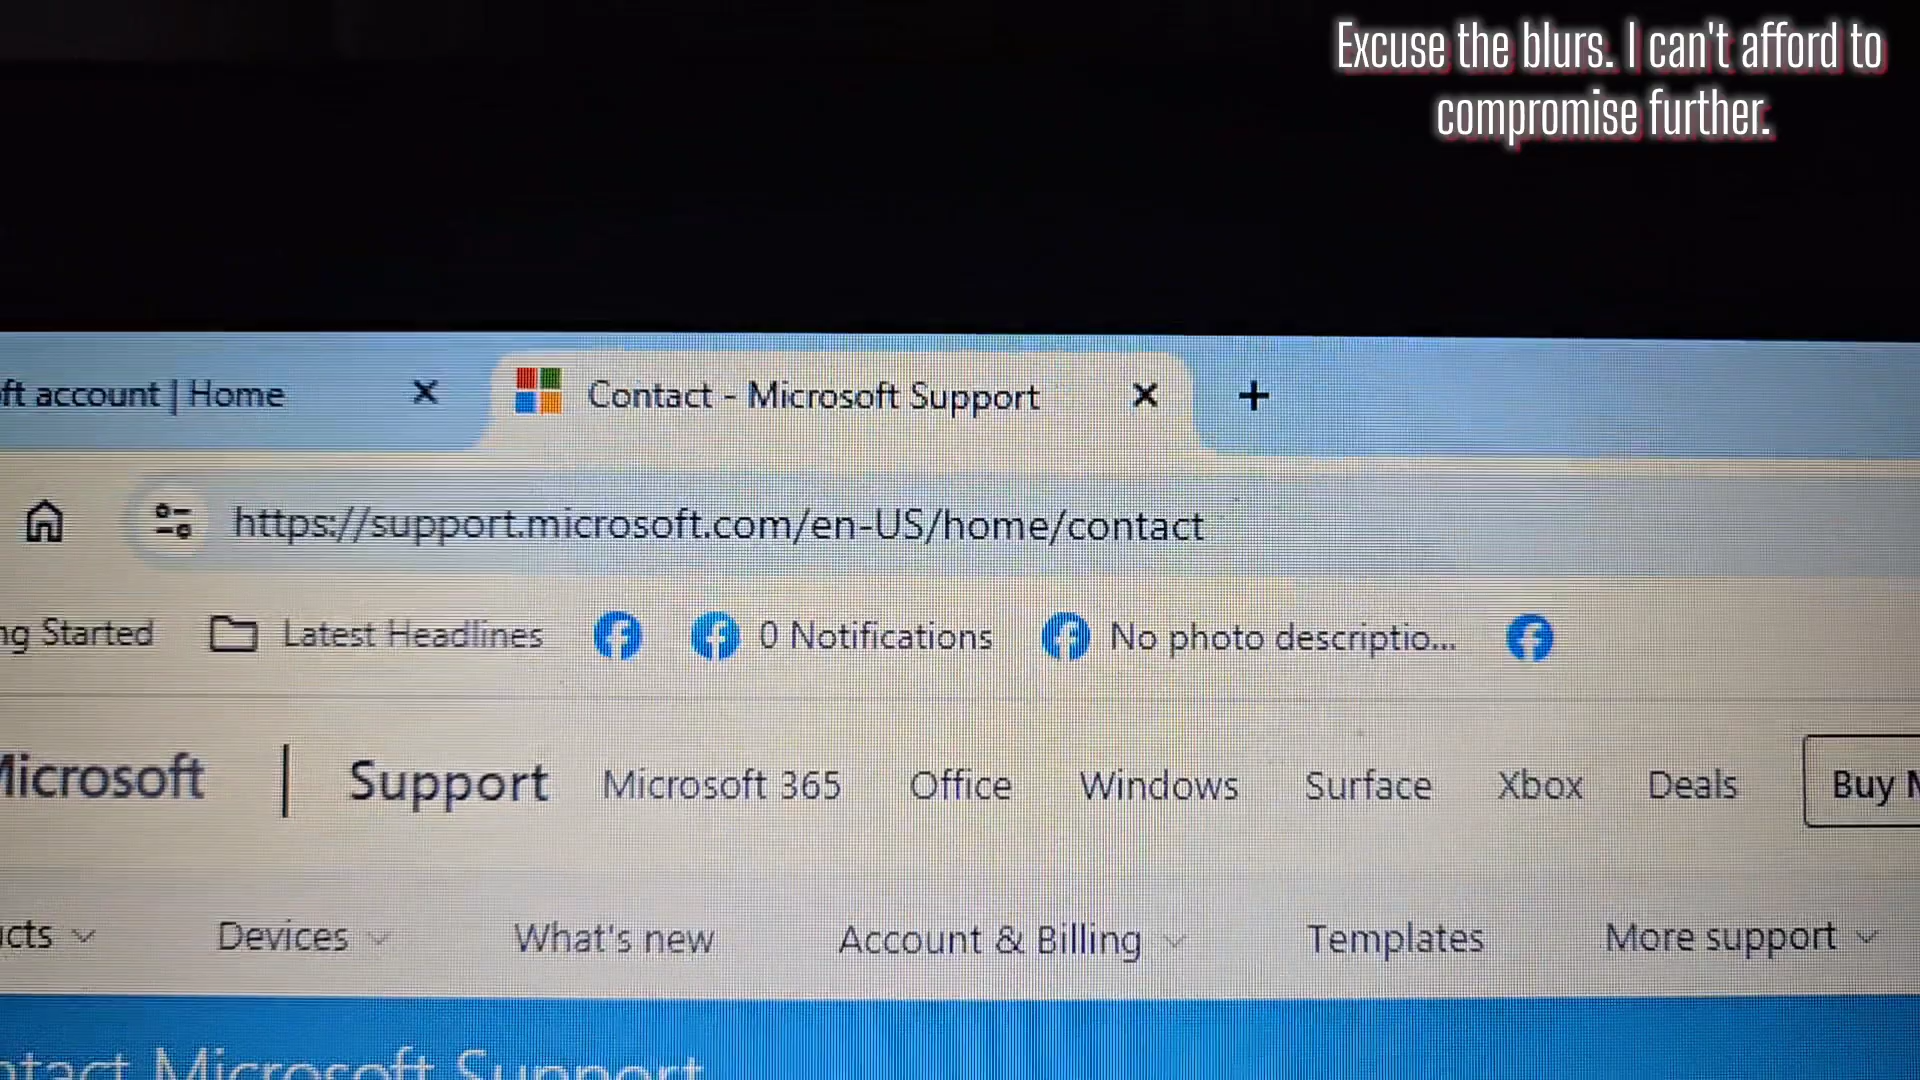 Excuse the blurs. I can't afford to
compromise further.
ft account | Home
Contact - Microsoft Support
https://support.microsoft.com/en-US/home/contact
ng Started
Latest Headlines
0 Notifications
No photo descriptio...
Microsoft | Support
Microsoft 365
Office
Windows
Surface
Xbox
Deals
Buy M
ucts
Devices
What's new
Account & Billing
Templates
More support
ntact Microsoft Support